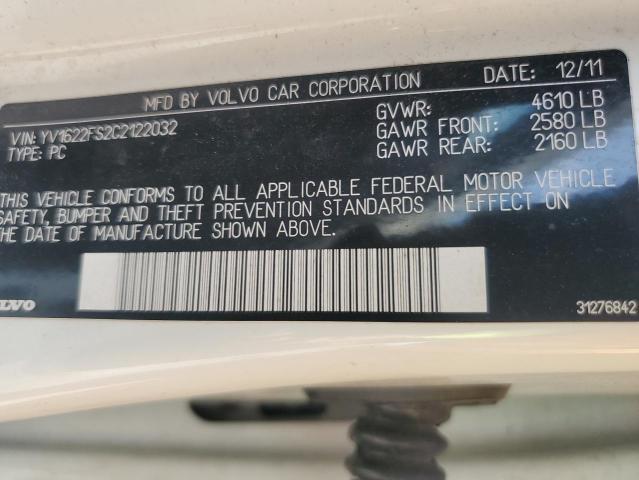 MFD BY VOLVO CAR CORPORATION DATE: 12/11
VIN: YV1622FS2C2122032 GVWR: 4610 LB
TYPE: PC GAWR FRONT: 2580 LB
GAWR REAR: 2160 LB
THIS VEHICLE CONFORMS TO ALL APPLICABLE FEDERAL MOTOR VEHICLE
SAFETY, BUMPER AND THEFT PREVENTION STANDARDS IN EFFECT ON
THE DATE OF MANUFACTURE SHOWN ABOVE.
OLVO 31276842